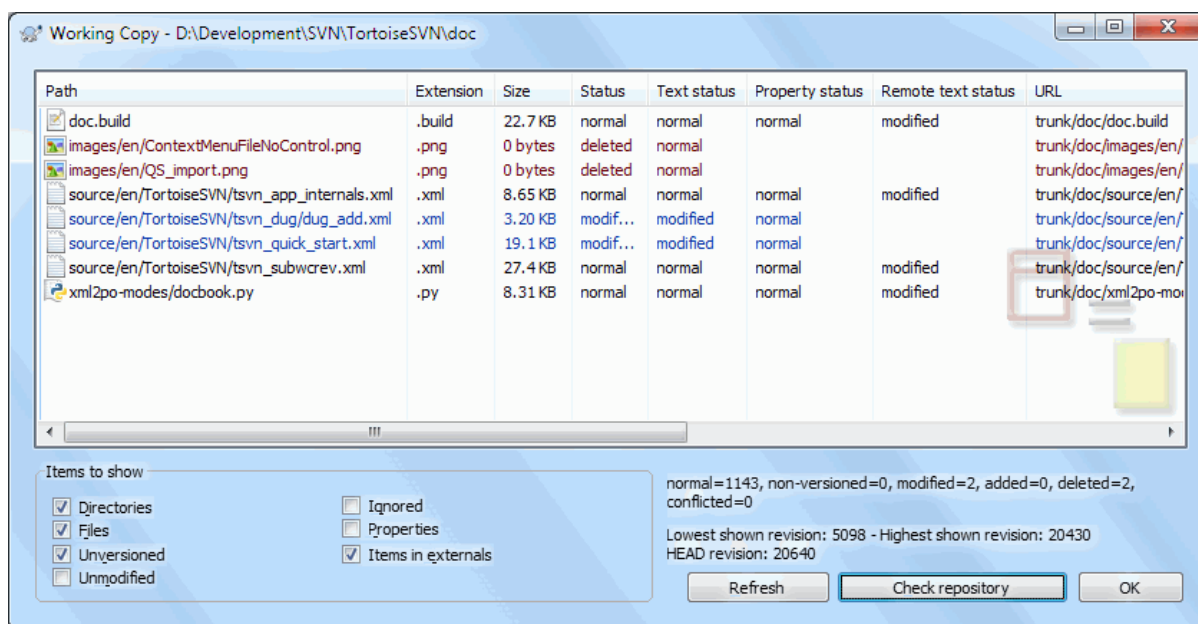 Working Copy - D:\Development\SVN\TortoiseSVN\doc
Path Extension Size Status Text status Property status Remote text status URL
doc.build .build 22.7 KB normal normal normal modified trunk/doc/doc.build
images/en/ContextMenuFileNoControl.png .png 0 bytes deleted normal trunk/doc/images/en/
images/en/QS_import.png .png 0 bytes deleted normal trunk/doc/images/en/
source/en/TortoiseSVN/tsvn_app_internals.xml .xml 8.65 KB normal normal normal modified trunk/doc/source/en/
source/en/TortoiseSVN/tsvn_dug/dug_add.xml .xml 3.20 KB modif... modified normal trunk/doc/source/en/
source/en/TortoiseSVN/tsvn_quick_start.xml .xml 19.1 KB modif... modified normal trunk/doc/source/en/
source/en/TortoiseSVN/tsvn_subwcrev.xml .xml 27.4 KB normal normal normal modified trunk/doc/source/en/
xml2po-modes/docbook.py .py 8.31 KB normal normal normal modified trunk/doc/xml2po-mo
Items to show
Directories
Files
Unversioned
Unmodified
Ignored
Properties
Items in externals
normal=1143, non-versioned=0, modified=2, added=0, deleted=2,
conflicted=0
Lowest shown revision: 5098 - Highest shown revision: 20430
HEAD revision: 20640
Refresh Check repository OK